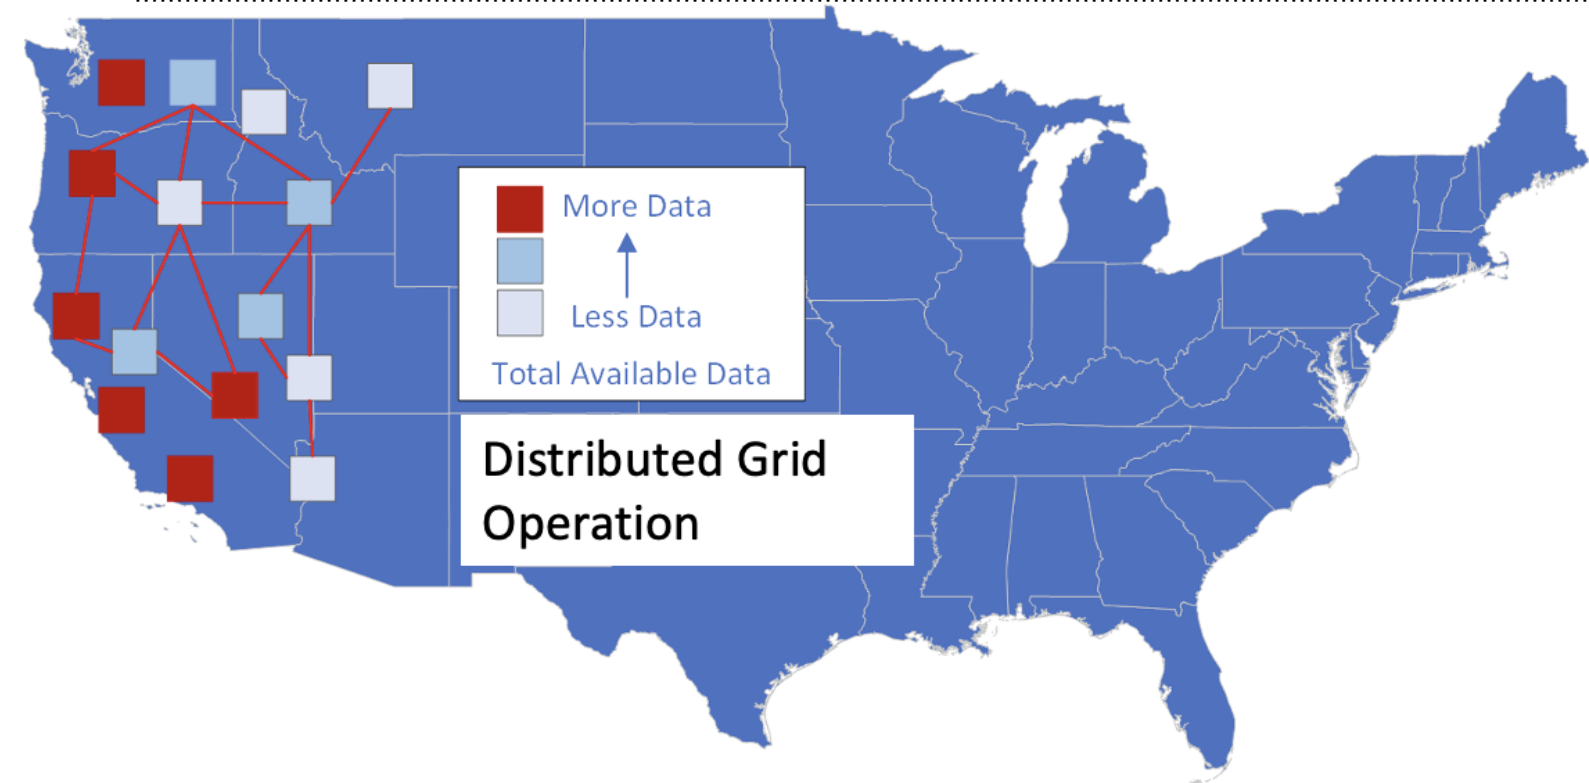 More Data
Less Data
Total Available Data
Distributed Grid
Operation